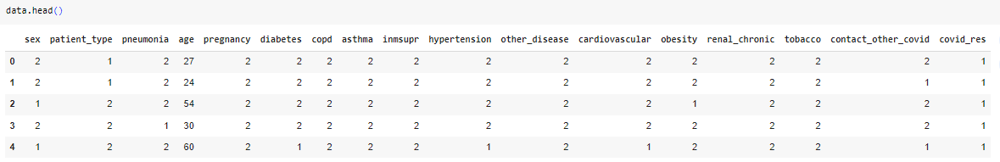 data.head()
sex patient_type pneumonia age pregnancy diabetes copd asthma inmsupr hypertension other_disease cardiovascular obesity renal_chronic tobacco contact_other_covid covid_res
0 2 1 2 27 2 2 2 2 2 2 2 2 2 2 2 2 1
1 2 1 2 24 2 2 2 2 2 2 2 2 2 2 2 1 1
2 1 2 2 54 2 2 2 2 2 2 2 2 1 2 2 2 1
3 2 2 1 30 2 2 2 2 2 2 2 2 2 2 2 2 1
4 1 2 2 60 2 1 2 2 2 1 2 1 2 2 2 1 1